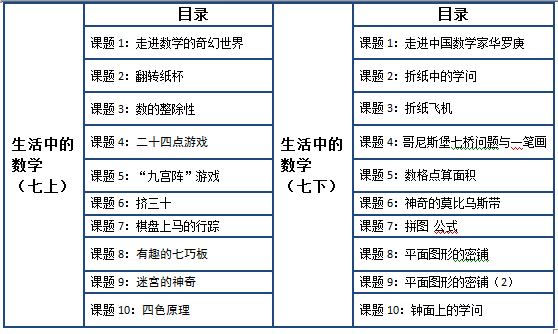 目录
目录
生活中的
数学
（七上）
课题 1：走进数学的奇幻世界
课题 2：翻转纸杯
课题 3：数的整除性
课题 4：二十四点游戏
课题 5：“九宫阵”游戏
课题 6：挤三十
课题 7：棋盘上马的行踪
课题 8：有趣的七巧板
课题 9：迷宫的神奇
课题 10：四色原理
生活中的
数学
（七下）
课题 1：走进中国数学家华罗庚
课题 2：折纸中的学问
课题 3：折纸飞机
课题 4：哥尼斯堡七桥问题与一笔画
课题 5：数格点算面积
课题 6：神奇的莫比乌斯带
课题 7：拼图 公式
课题 8：平面图形的密铺
课题 9：平面图形的密铺（2）
课题 10：钟面上的学问